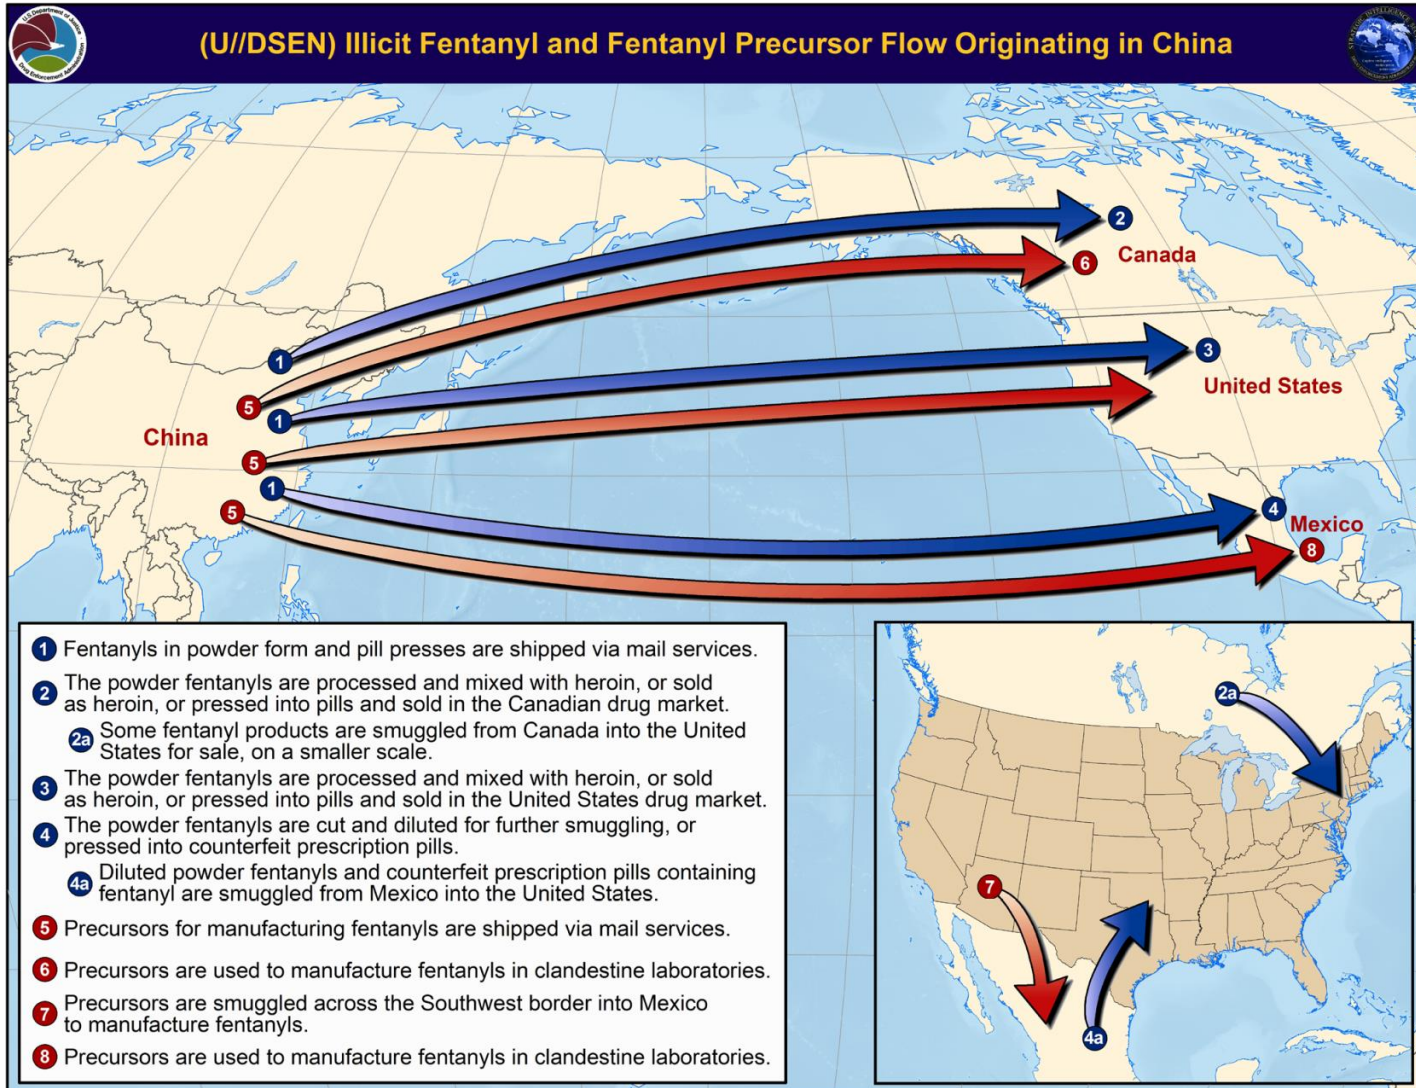 (U//DSEN) Illicit Fentanyl and Fentanyl Precursor Flow Originating in China
U.S. Department of Justice
Drug Enforcement Administration
2
Canada
6
1
3
United States
5
1
China
5
1
4
Mexico
5
8
1 Fentanyls in powder form and pill presses are shipped via mail services.
2 The powder fentanyls are processed and mixed with heroin, or sold
as heroin, or pressed into pills and sold in the Canadian drug market.
2a Some fentanyl products are smuggled from Canada into the United
States for sale, on a smaller scale.
3 The powder fentanyls are processed and mixed with heroin, or sold
as heroin, or pressed into pills and sold in the United States drug market.
4 The powder fentanyls are cut and diluted for further smuggling, or
pressed into counterfeit prescription pills.
4a Diluted powder fentanyls and counterfeit prescription pills containing
fentanyl are smuggled from Mexico into the United States.
5 Precursors for manufacturing fentanyls are shipped via mail services.
6 Precursors are used to manufacture fentanyls in clandestine laboratories.
7 Precursors are smuggled across the Southwest border into Mexico
to manufacture fentanyls.
8 Precursors are used to manufacture fentanyls in clandestine laboratories.
2a
7
4a